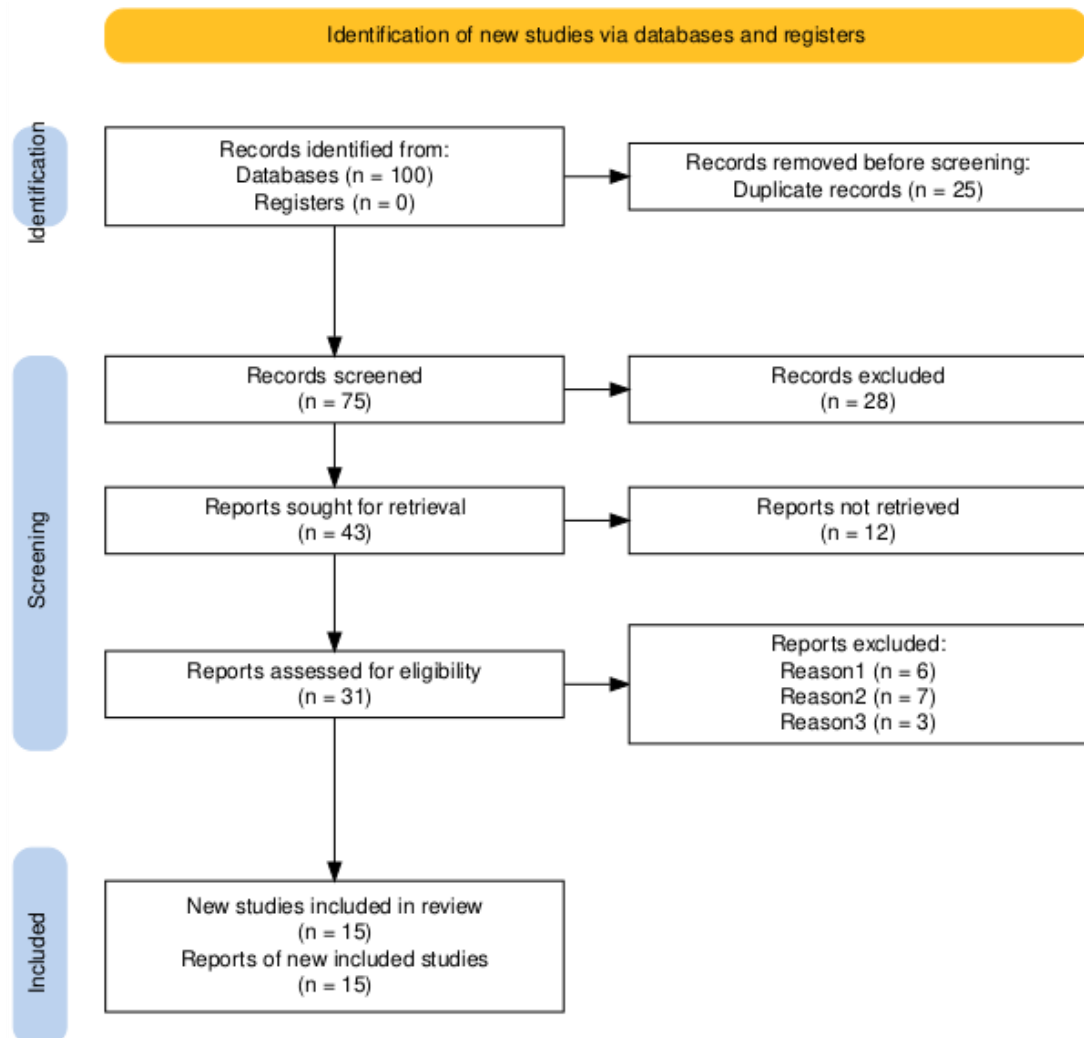 Identification of new studies via databases and registers
Identification
Records identified from:
Databases (n = 100)
Registers (n = 0)
Records removed before screening:
Duplicate records (n = 25)
Screening
Records screened
(n = 75)
Records excluded
(n = 28)
Reports sought for retrieval
(n = 43)
Reports not retrieved
(n = 12)
Reports assessed for eligibility
(n = 31)
Reports excluded:
Reason1 (n = 6)
Reason2 (n = 7)
Reason3 (n = 3)
Included
New studies included in review
(n = 15)
Reports of new included studies
(n = 15)